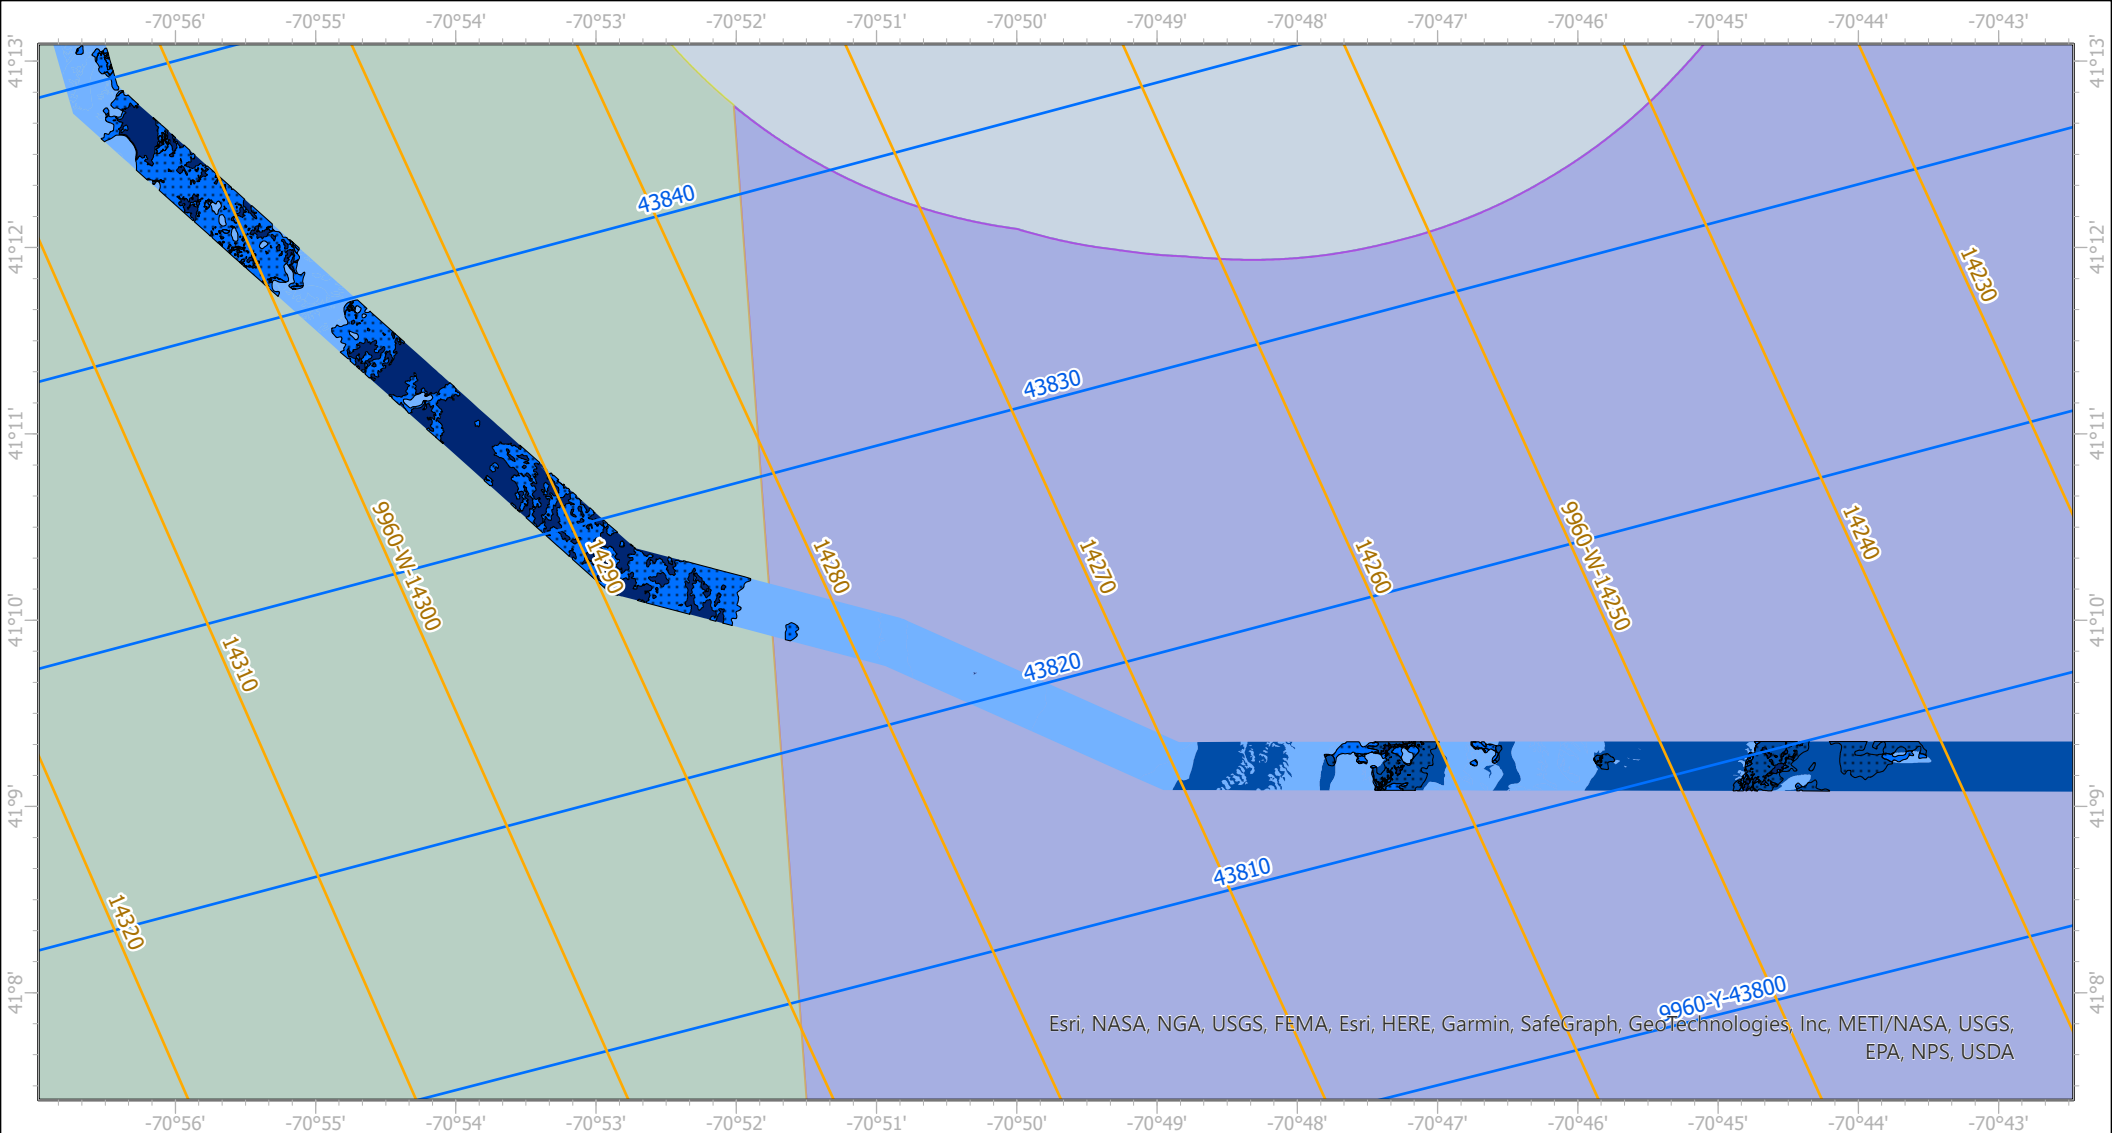 -70°56' -70°55' -70°54' -70°53' -70°52' -70°51' -70°50' -70°49' -70°48' -70°47' -70°46' -70°45' -70°44' -70°43'
41°13' 41°13'
43840
41°12' 41°12'
14230
43830
41°11' 41°11'
9960-W-14300 14290 14280 14270 14260 9960-W-14250 14240
41°10' 41°10'
14310
43820
41°9' 41°9'
43810
14320
41°8' 41°8'
9960-Y-43800
Esri, NASA, NGA, USGS, FEMA, Esri, HERE, Garmin, SafeGraph, GeoTechnologies, Inc, METI/NASA, USGS,
EPA, NPS, USDA
-70°56' -70°55' -70°54' -70°53' -70°52' -70°51' -70°50' -70°49' -70°48' -70°47' -70°46' -70°45' -70°44' -70°43'